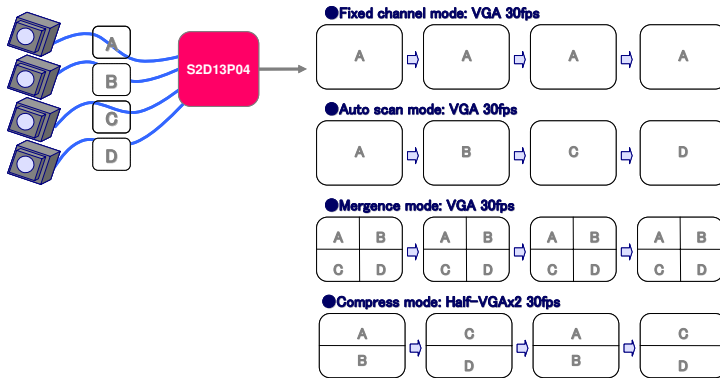 A
B
C
D
S2D13P04
●Fixed channel mode: VGA 30fps
A A A A
●Auto scan mode: VGA 30fps
A B C D
●Mergence mode: VGA 30fps
A B A B A B A B
C D C D C D C D
●Compress mode: Half-VGAx2 30fps
A C A C
B D B D